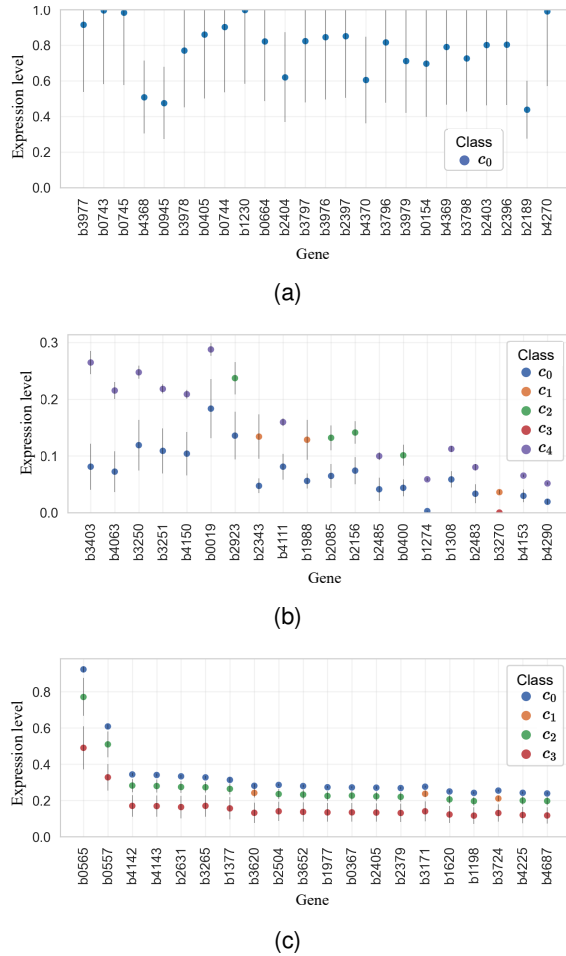 Expression level
1.0
0.8
0.6
0.4
0.2
0.0
Class
c₀
b3977 b0743 b0745 b4368 b0945 b3978 b0405 b0744 b1230 b0664 b2404 b3797 b3976 b2397 b4370 b3796 b3979 b0154 b4369 b3798 b2403 b2396 b2189 b4270
Gene
(a)
Expression level
0.3
0.2
0.1
0.0
Class
c₀
c₁
c₂
c₃
c₄
b3403 b4063 b3250 b3251 b4150 b0019 b2923 b2343 b4111 b1988 b2085 b2156 b2485 b0400 b1274 b1308 b2483 b3270 b4153 b4290
Gene
(b)
Expression level
0.8
0.6
0.4
0.2
0.0
Class
c₀
c₁
c₂
c₃
b0565 b0557 b4142 b4143 b2631 b3265 b1377 b3620 b2504 b3652 b1977 b0367 b2405 b2379 b3171 b1620 b1198 b3724 b4225 b4687
Gene
(c)